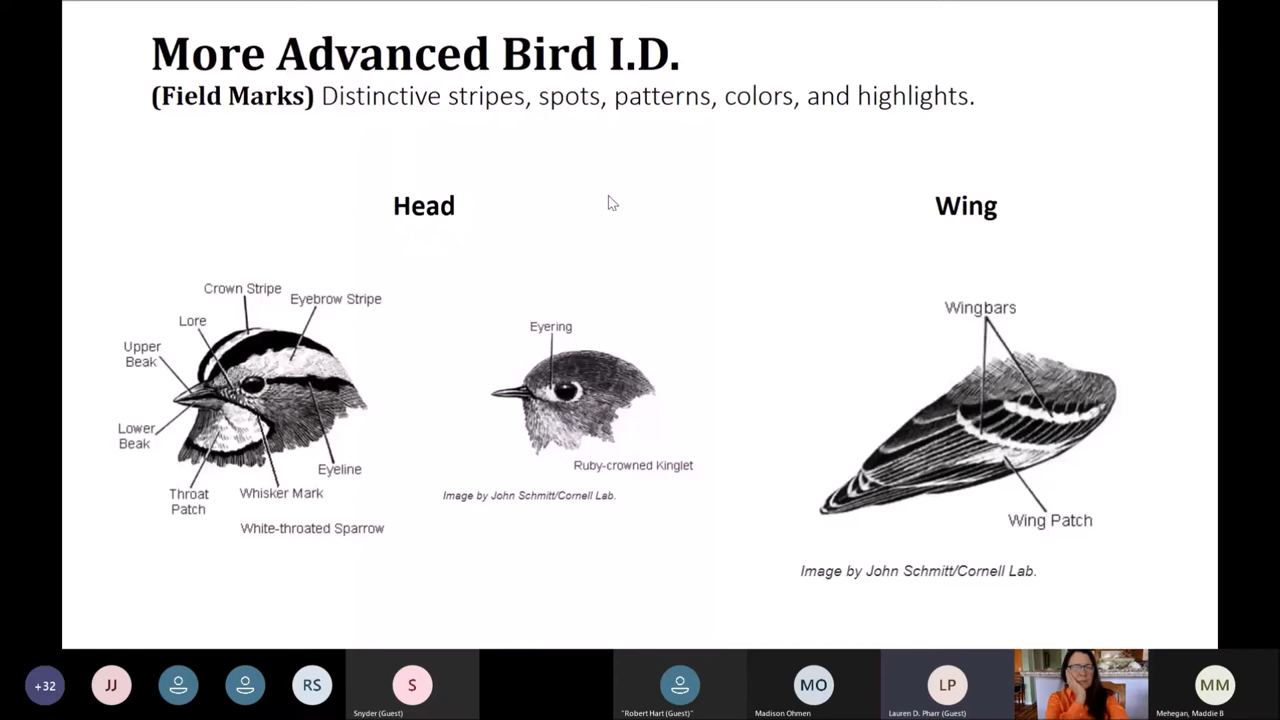 More Advanced Bird I.D.
(Field Marks) Distinctive stripes, spots, patterns, colors, and highlights.
Head
Wing
Crown Stripe
Eyebrow Stripe
Lore
Upper
Beak
Lower
Beak
Throat
Patch
Whisker Mark
Eyeline
White-throated Sparrow
Eyering
Ruby-crowned Kinglet
Image by John Schmitt/Cornell Lab.
Wingbars
Wing Patch
Image by John Schmitt/Cornell Lab.
+32
JJ
RS
S
Snyder (Guest)
"Robert Hart (Guest)"
MO
Madison Ohmen
LP
Lauren D. Pharr (Guest)
MM
Mehegan, Maddie B